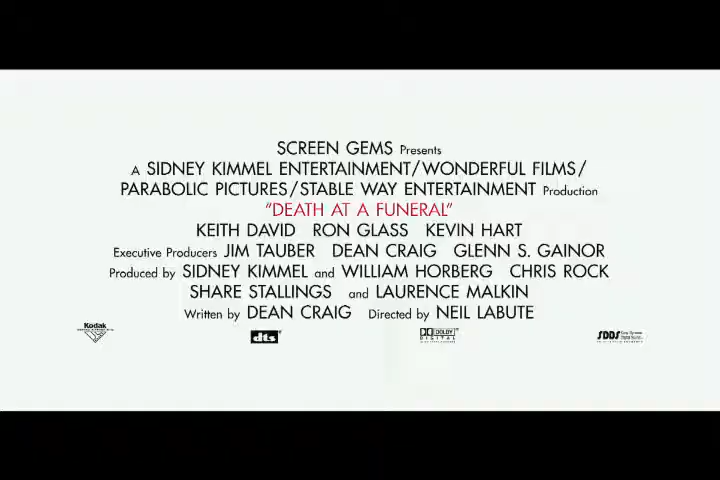 SCREEN GEMS Presents
A SIDNEY KIMMEL ENTERTAINMENT/WONDERFUL FILMS/
PARABOLIC PICTURES/STABLE WAY ENTERTAINMENT Production
"DEATH AT A FUNERAL"
KEITH DAVID RON GLASS KEVIN HART
Executive Producers JIM TAUBER DEAN CRAIG GLENN S. GAINOR
Produced by SIDNEY KIMMEL and WILLIAM HORBERG CHRIS ROCK
SHARE STALLINGS and LAURENCE MALKIN
Written by DEAN CRAIG Directed by NEIL LABUTE
Kodak
dts
DOLBY
DIGITAL
SDDS